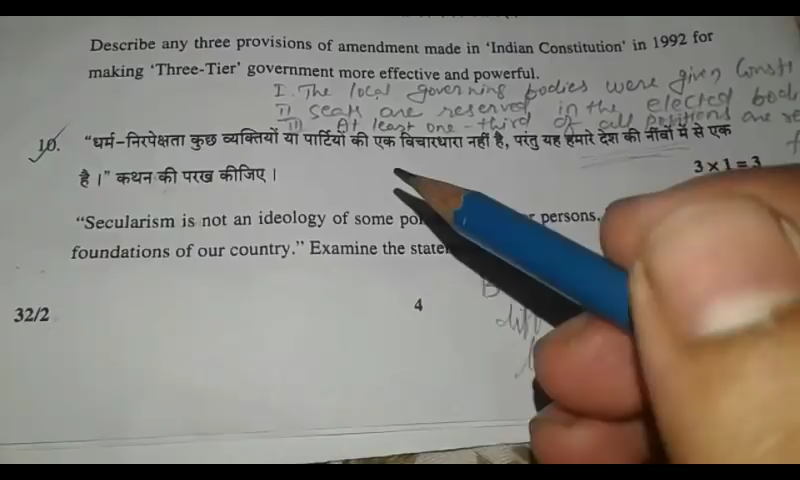 Describe any three provisions of amendment made in 'Indian Constitution' in 1992 for
making 'Three-Tier' government more effective and powerful.
I. The local governing bodies were given Consti
II seats are reserved in the elected bodi
III At least one-third of all positions are re
10. "धर्म-निरपेक्षता कुछ व्यक्तियों या पार्टियों की एक विचारधारा नहीं है, परंतु यह हमारे देश की नींवों में से एक
है।" कथन की परख कीजिए।
3 × 1 = 3
"Secularism is not an ideology of some persons.
foundations of our country." Examine the
32/2
4